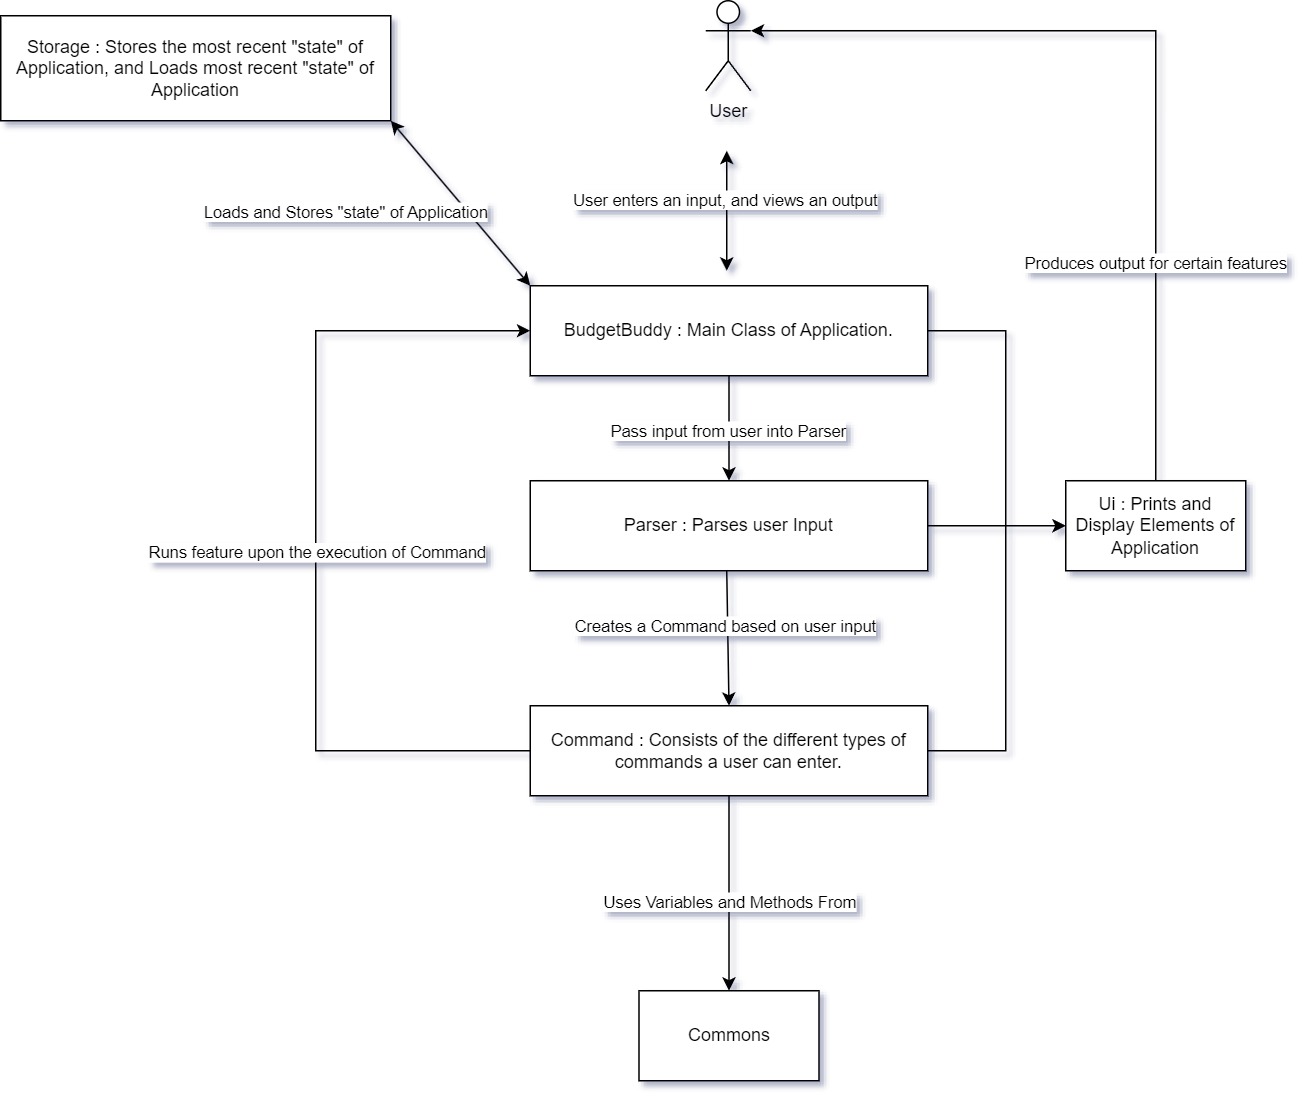 Storage : Stores the most recent "state" of
Application, and Loads most recent "state" of
Application
User
User enters an input, and views an output
Loads and Stores "state" of Application
Produces output for certain features
BudgetBuddy : Main Class of Application.
Pass input from user into Parser
Parser : Parses user Input
Ui : Prints and
Display Elements of
Application
Runs feature upon the execution of Command
Creates a Command based on user input
Command : Consists of the different types of
commands a user can enter.
Uses Variables and Methods From
Commons